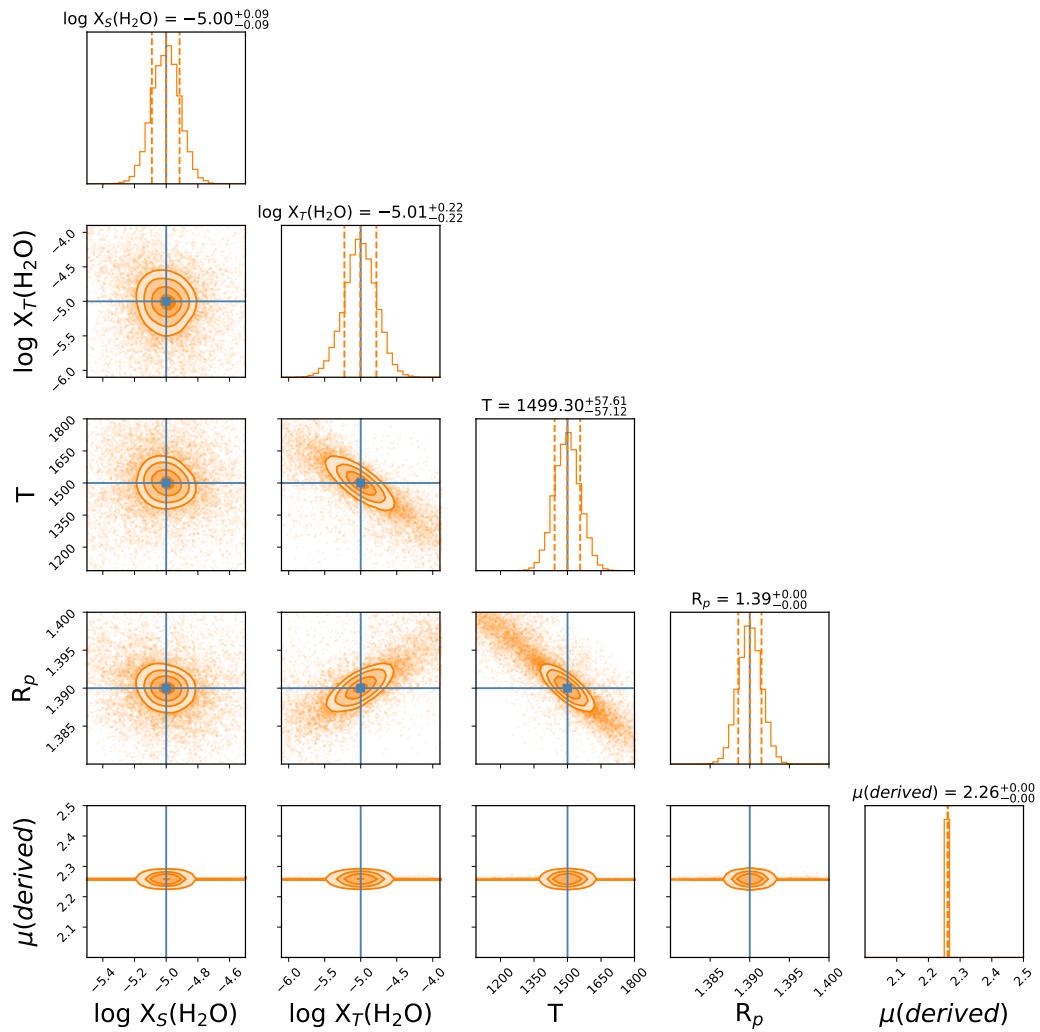 log X_S(H₂O) = −5.00^{+0.09}_{−0.09}
log X_T(H₂O) = −5.01^{+0.22}_{−0.22}
log X_T(H₂O)
−4.0
−4.5
−5.0
−5.5
−6.0
T = 1499.30^{+57.61}_{−57.12}
T
1800
1650
1500
1350
1200
R_p = 1.39^{+0.00}_{−0.00}
R_p
1.400
1.395
1.390
1.385
μ(derived) = 2.26^{+0.00}_{−0.00}
μ(derived)
2.5
2.4
2.3
2.2
2.1
−5.4 −5.0 −4.8 −4.6
−6.0 −5.5 −5.0 −4.5 −4.0
1200 1350 1500 1650 1800
1.385 1.390 1.395 1.400
2.1 2.2 2.3 2.4 2.5
log X_S(H₂O) log X_T(H₂O) T R_p μ(derived)